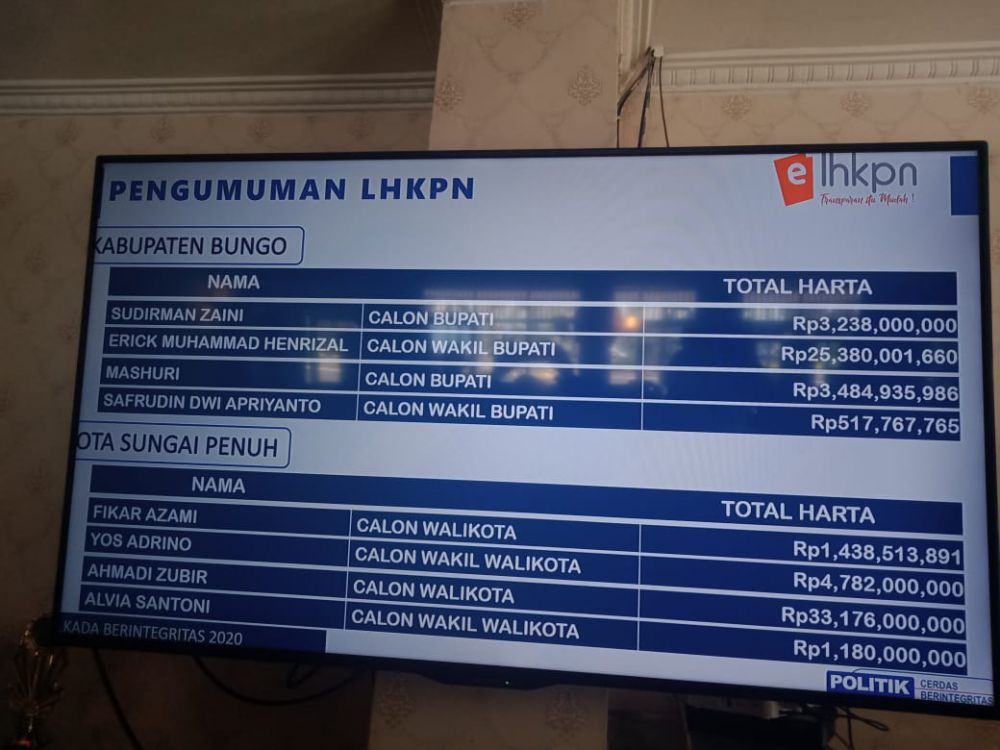 PENGUMUMAN LHKPN
e lhkpn
Transparan itu Mudah !
KABUPATEN BUNGO
NAMA TOTAL HARTA
SUDIRMAN ZAINI CALON BUPATI Rp3,238,000,000
ERICK MUHAMMAD HENRIZAL CALON WAKIL BUPATI Rp25,380,001,660
MASHURI CALON BUPATI Rp3,484,935,986
SAFRUDIN DWI APRIYANTO CALON WAKIL BUPATI Rp517,767,765
OTA SUNGAI PENUH
NAMA TOTAL HARTA
FIKAR AZAMI CALON WALIKOTA Rp1,438,513,891
YOS ADRINO CALON WAKIL WALIKOTA Rp4,782,000,000
AHMADI ZUBIR CALON WALIKOTA Rp33,176,000,000
ALVIA SANTONI CALON WAKIL WALIKOTA Rp1,180,000,000
KADA BERINTEGRITAS 2020
POLITIK CERDAS
BERINTEGRITAS